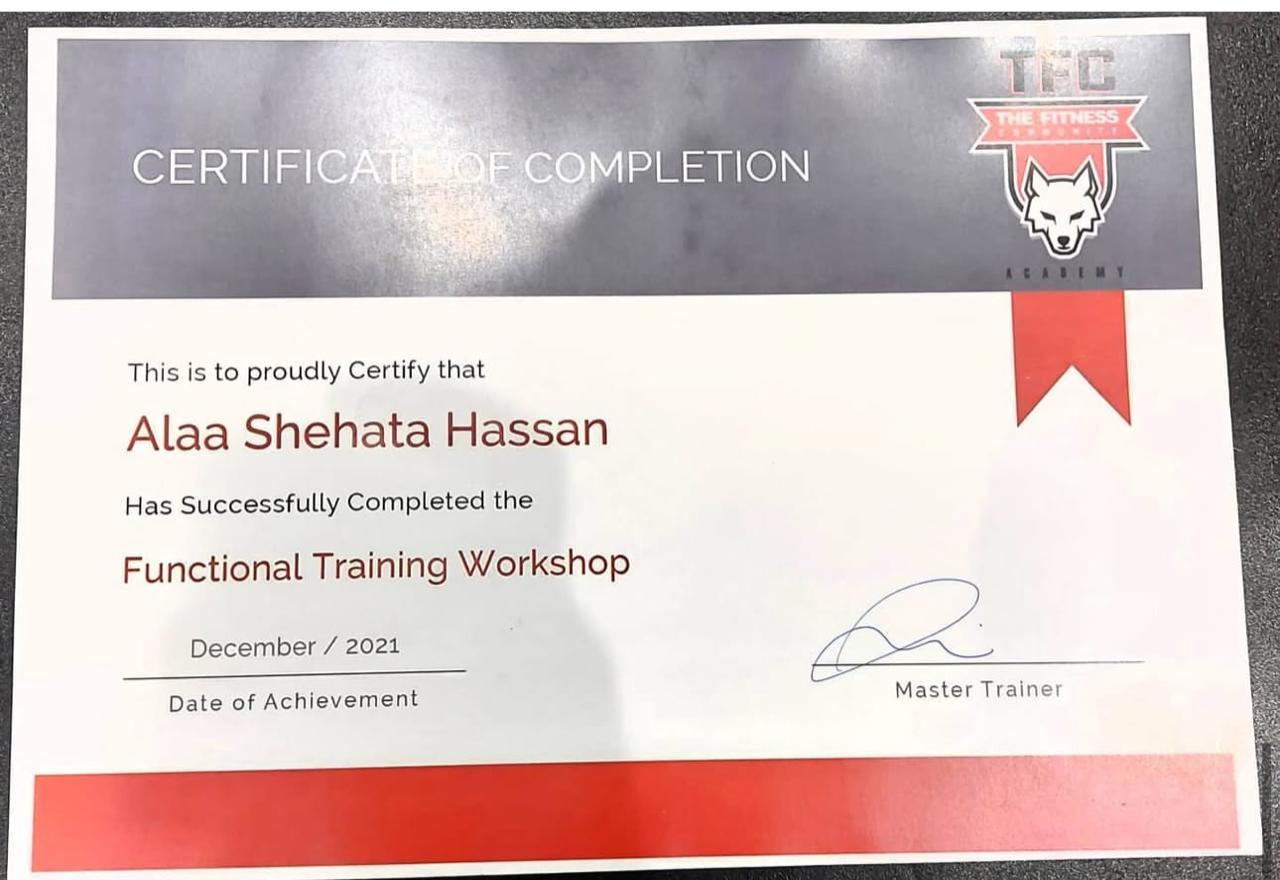 TFC
THE FITNESS
COMMUNITY
ACADEMY
CERTIFICATE OF COMPLETION
This is to proudly Certify that
Alaa Shehata Hassan
Has Successfully Completed the
Functional Training Workshop
December / 2021
Date of Achievement
Master Trainer